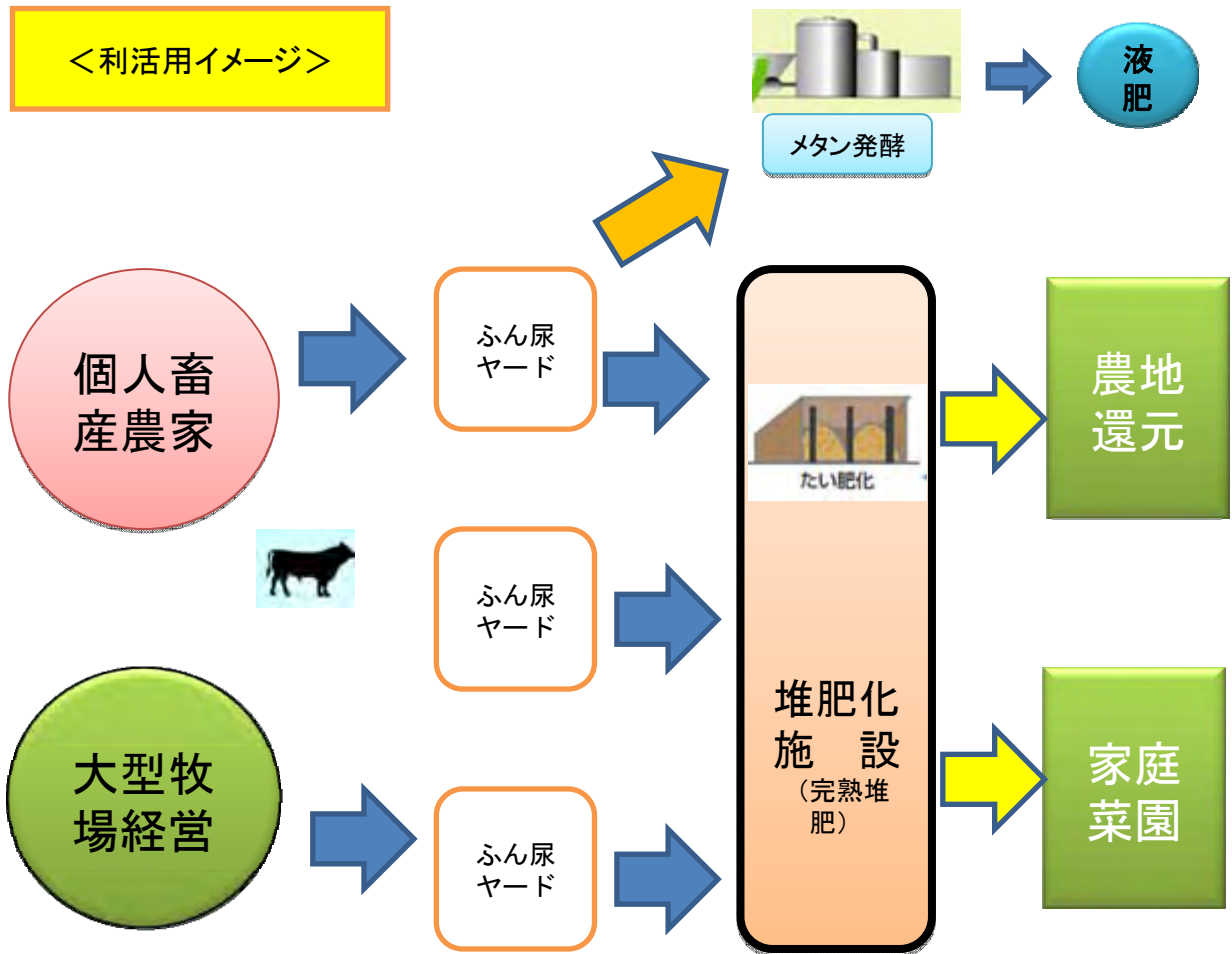 ＜利活用イメージ＞
液
肥
メタン発酵
個人畜
産農家
ふん尿
ヤード
たい肥化
農地
還元
ふん尿
ヤード
大型牧
場経営
ふん尿
ヤード
堆肥化
施　設
（完熟堆
肥）
家庭
菜園